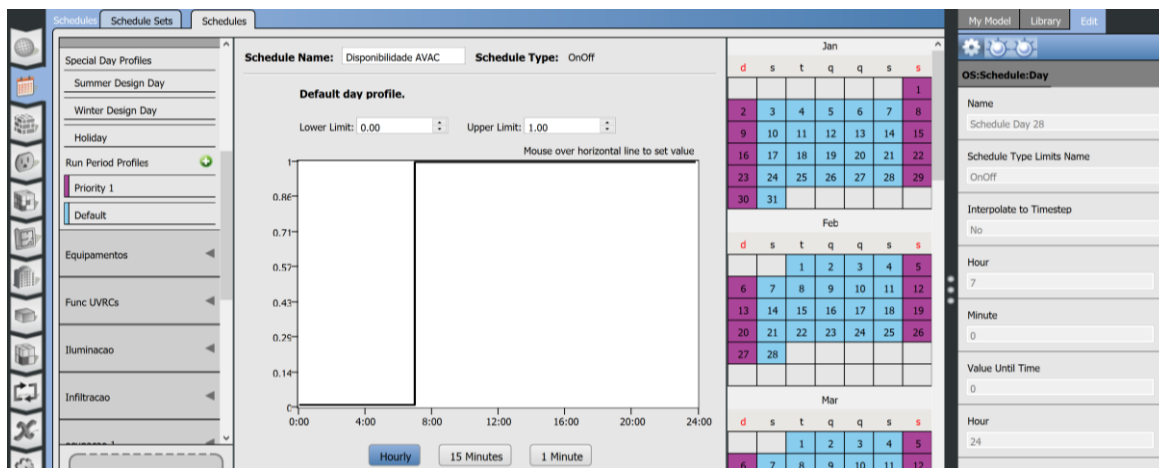 Schedules Schedule Sets Schedules
My Model Library Edit
Special Day Profiles
Summer Design Day
Winter Design Day
Holiday
Run Period Profiles
Priority 1
Default
Equipamentos
Func UVRCs
Iluminacao
Infiltracao
Schedule Name: Disponibilidade AVAC Schedule Type: OnOff
Default day profile.
Lower Limit: 0.00 Upper Limit: 1.00
Mouse over horizontal line to set value
1
0.86
0.71
0.57
0.43
0.29
0.14
0
0:00 4:00 8:00 12:00 16:00 20:00 24:00
Hourly 15 Minutes 1 Minute
Jan
d s t q q s s
1
2 3 4 5 6 7 8
9 10 11 12 13 14 15
16 17 18 19 20 21 22
23 24 25 26 27 28 29
30 31
Feb
d s t q q s s
1 2 3 4 5
6 7 8 9 10 11 12
13 14 15 16 17 18 19
20 21 22 23 24 25 26
27 28
Mar
d s t q q s s
1 2 3 4 5
6 7 8 9 10 11 12
OS:Schedule:Day
Name
Schedule Day 28
Schedule Type Limits Name
OnOff
Interpolate to Timestep
No
Hour
7
Minute
0
Value Until Time
0
Hour
24